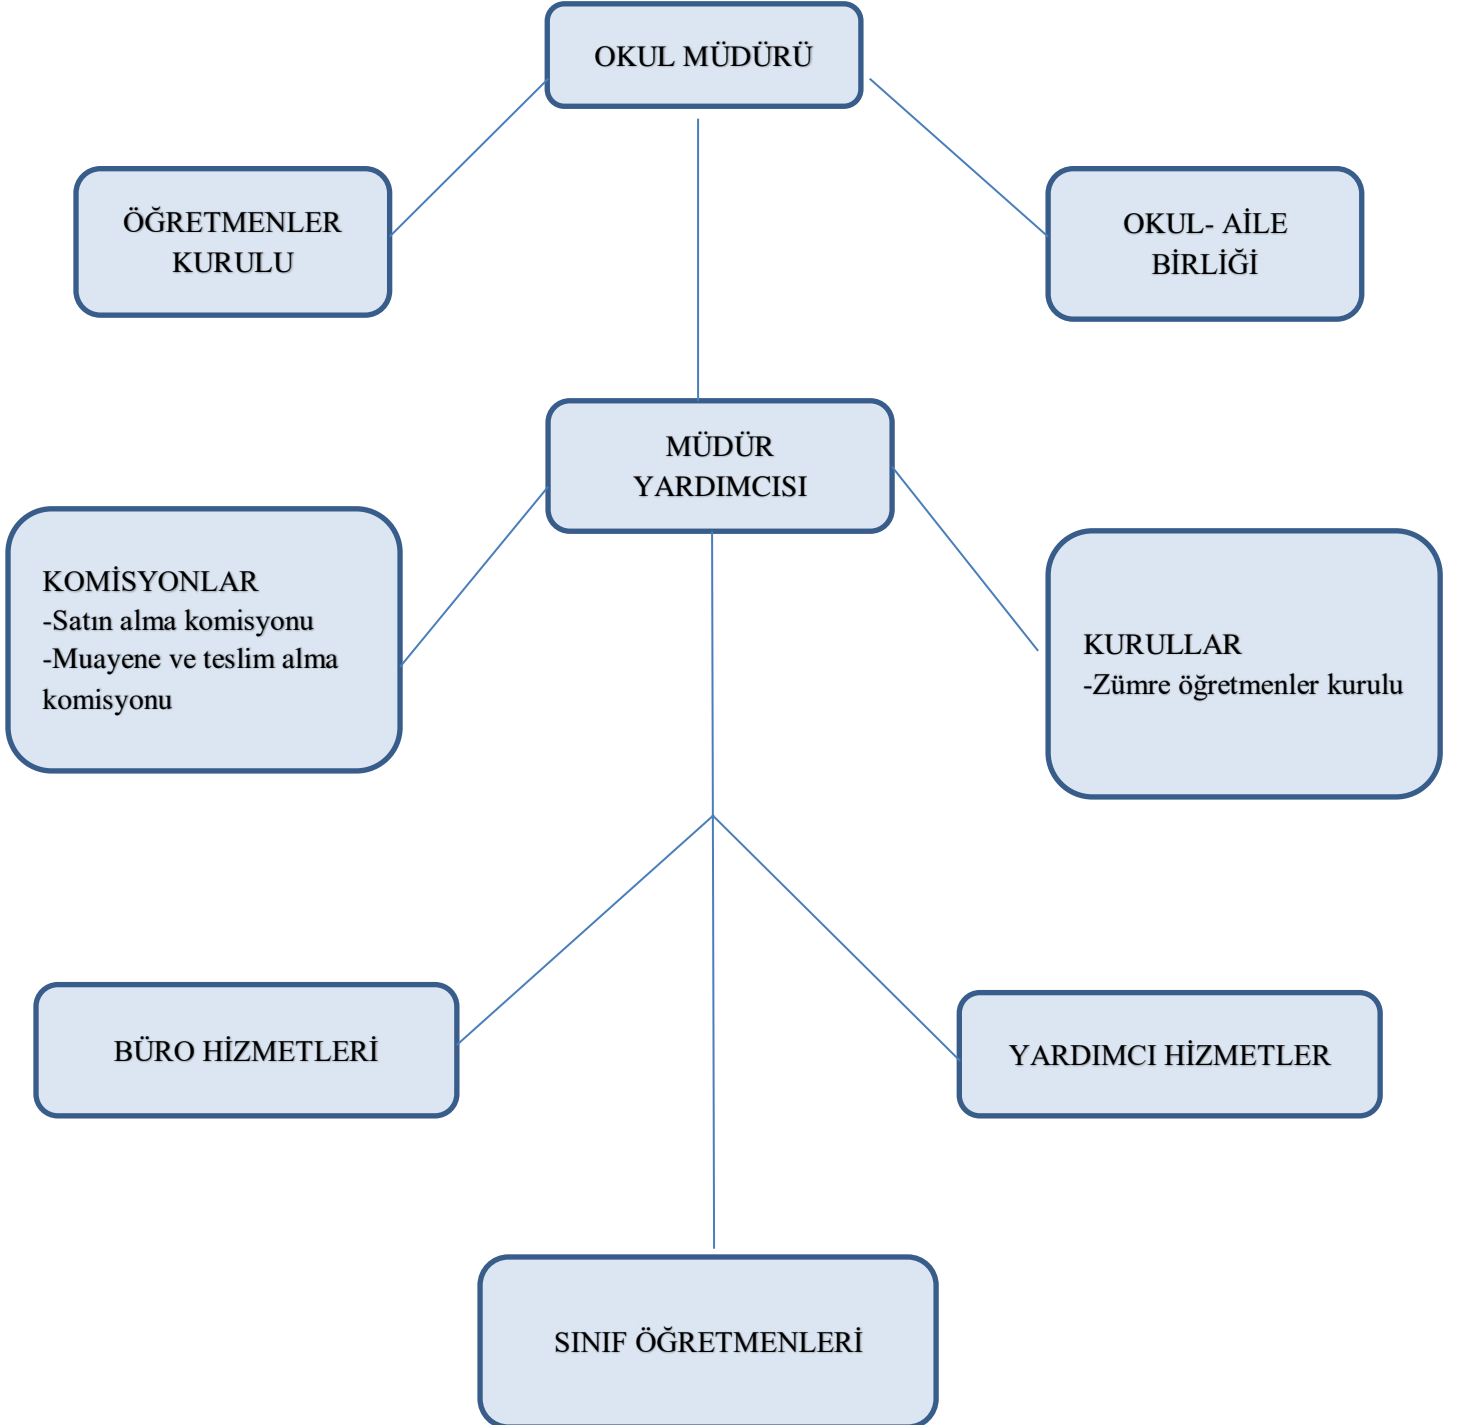 OKUL MÜDÜRÜ
ÖĞRETMENLER
KURULU
OKUL- AİLE
BİRLİĞİ
MÜDÜR
YARDIMCISI
KOMİSYONLAR
-Satın alma komisyonu
-Muayene ve teslim alma
komisyonu
KURULLAR
-Zümre öğretmenler kurulu
BÜRO HİZMETLERİ
YARDIMCI HİZMETLER
SINIF ÖĞRETMENLERİ